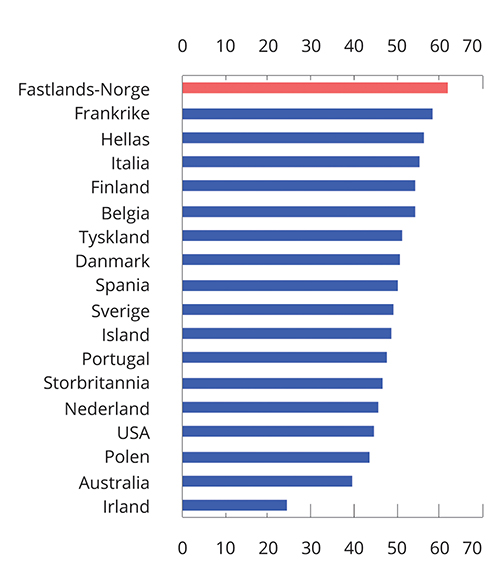 0 10 20 30 40 50 60 70
Fastlands-Norge
Frankrike
Hellas
Italia
Finland
Belgia
Tyskland
Danmark
Spania
Sverige
Island
Portugal
Storbritannia
Nederland
USA
Polen
Australia
Irland
0 10 20 30 40 50 60 70